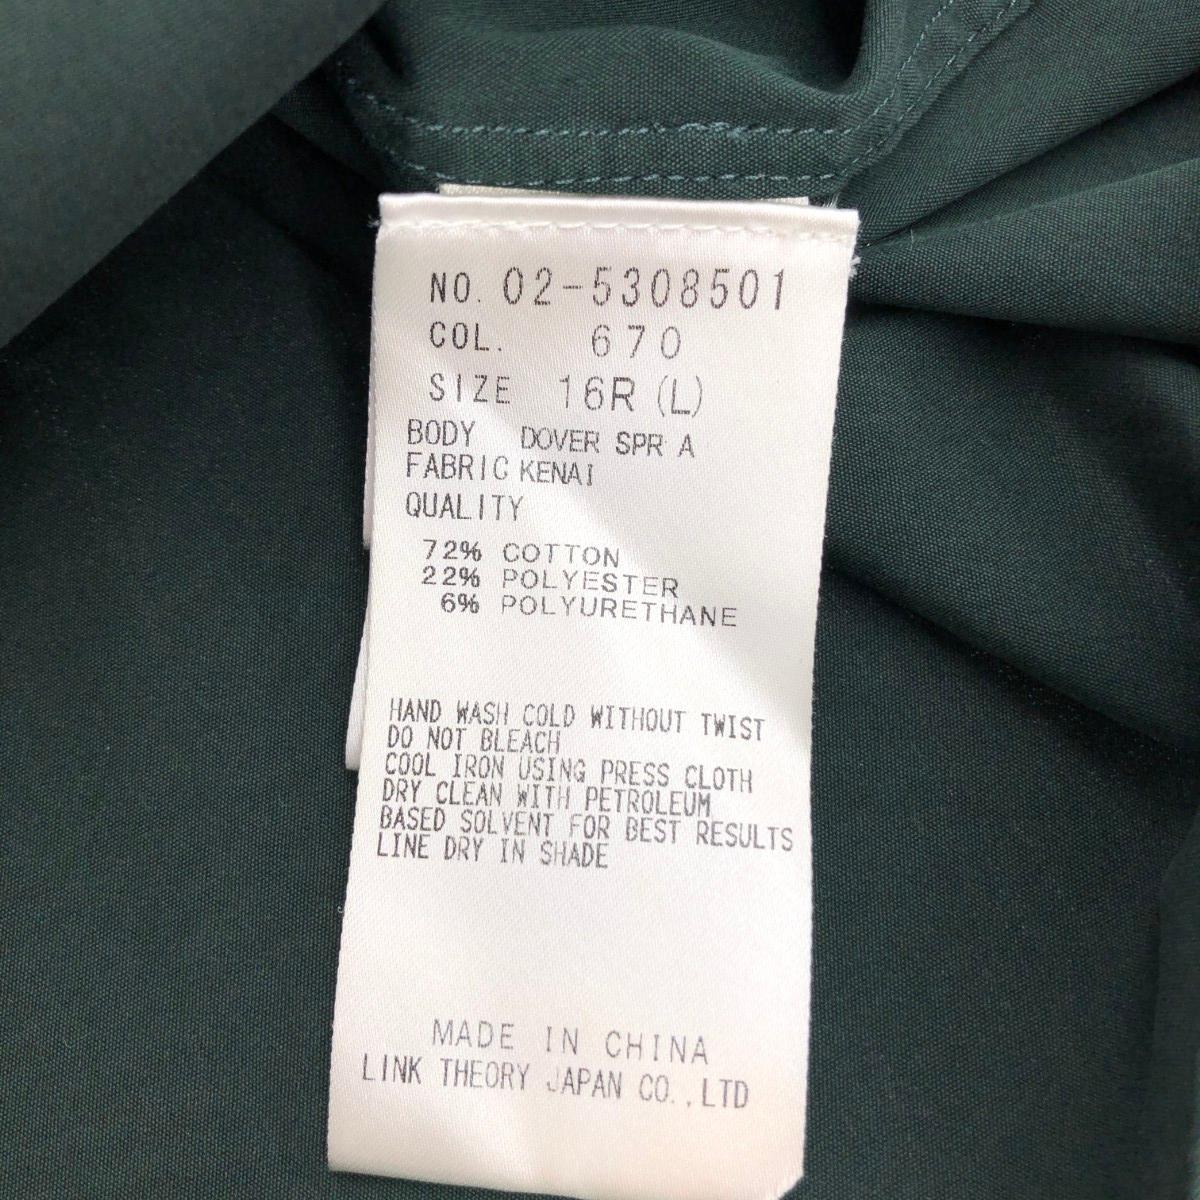 NO. 02-5308501
COL. 670
SIZE 16R (L)
BODY DOVER SPR A
FABRIC KENAI
QUALITY
72% COTTON
22% POLYESTER
6% POLYURETHANE
HAND WASH COLD WITHOUT TWIST
DO NOT BLEACH
COOL IRON USING PRESS CLOTH
DRY CLEAN WITH PETROLEUM
BASED SOLVENT FOR BEST RESULTS
LINE DRY IN SHADE
MADE IN CHINA
LINK THEORY JAPAN CO.,LTD